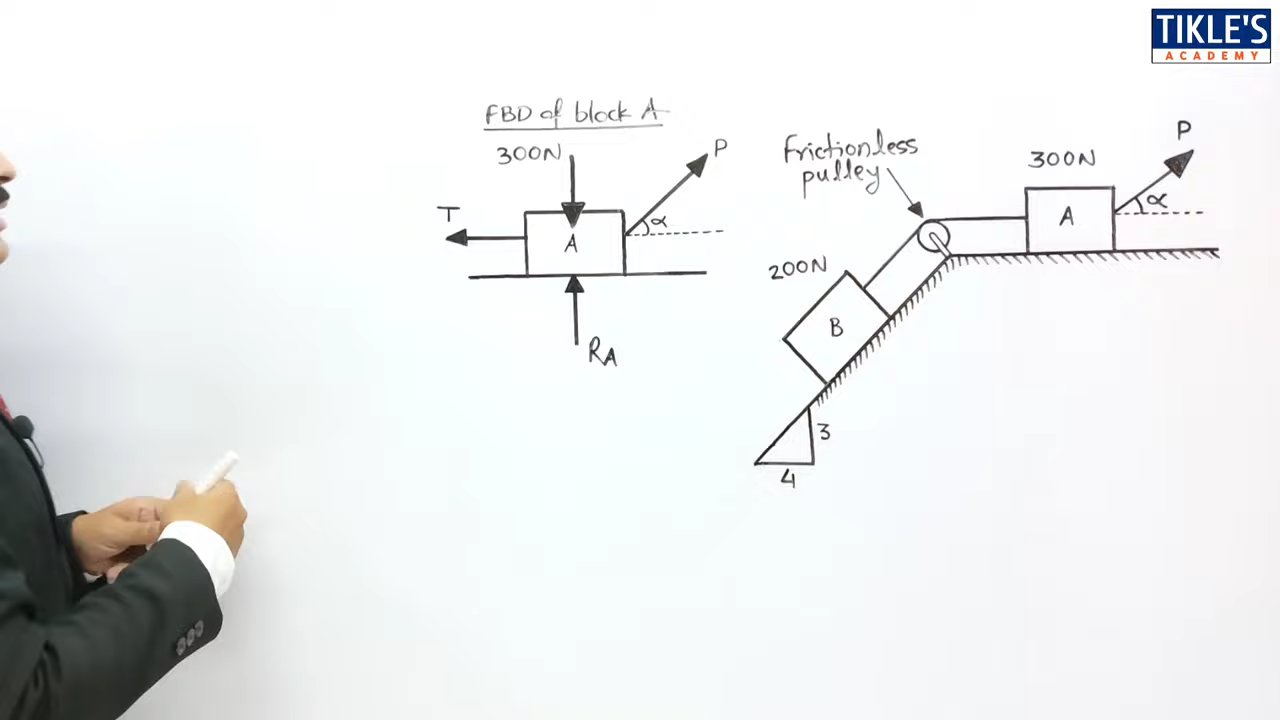 TIKLE'S
ACADEMY
FBD of block A
300N
P
T
α
A
RA
Frictionless
pulley
300N
P
A
α
200N
B
3
4